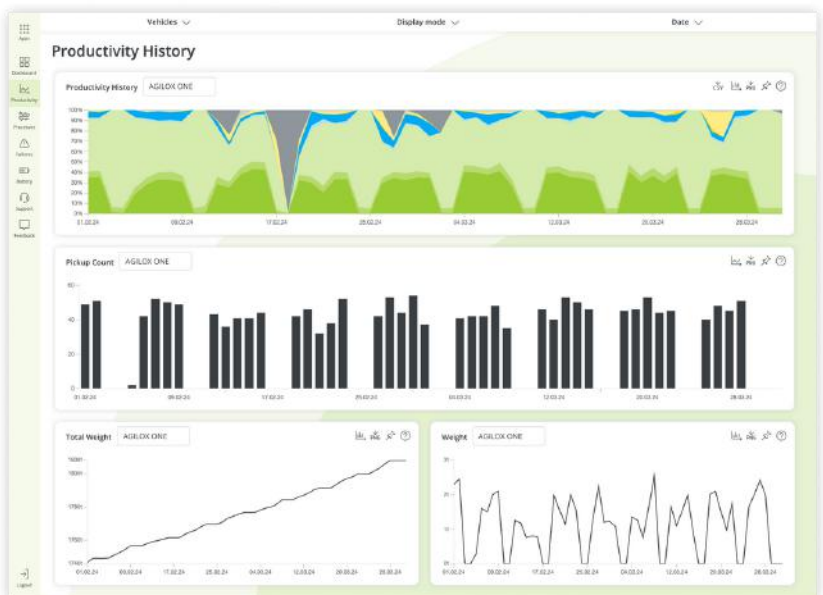 Vehicles
Display mode
Date
Apps
Dashboard
Productivity
Processes
Failures
Battery
Support
Feedback
Logout
Productivity History
Productivity History AGILOX ONE
CSV
PNG
100%
90%
80%
70%
60%
50%
40%
30%
20%
10%
0%
01.02.24 09.02.24 17.02.24 25.02.24 04.03.24 12.03.24 20.03.24 28.03.24
Pickup Count AGILOX ONE
PNG
60
40
20
0
01.02.24 09.02.24 17.02.24 25.02.24 04.03.24 12.03.24 20.03.24 28.03.24
Total Weight AGILOX ONE
PNG
01.02.24 09.02.24 17.02.24 25.02.24 04.03.24 12.03.24 20.03.24 28.03.24
Weight AGILOX ONE
PNG
01.02.24 09.02.24 17.02.24 25.02.24 04.03.24 12.03.24 20.03.24 28.03.24